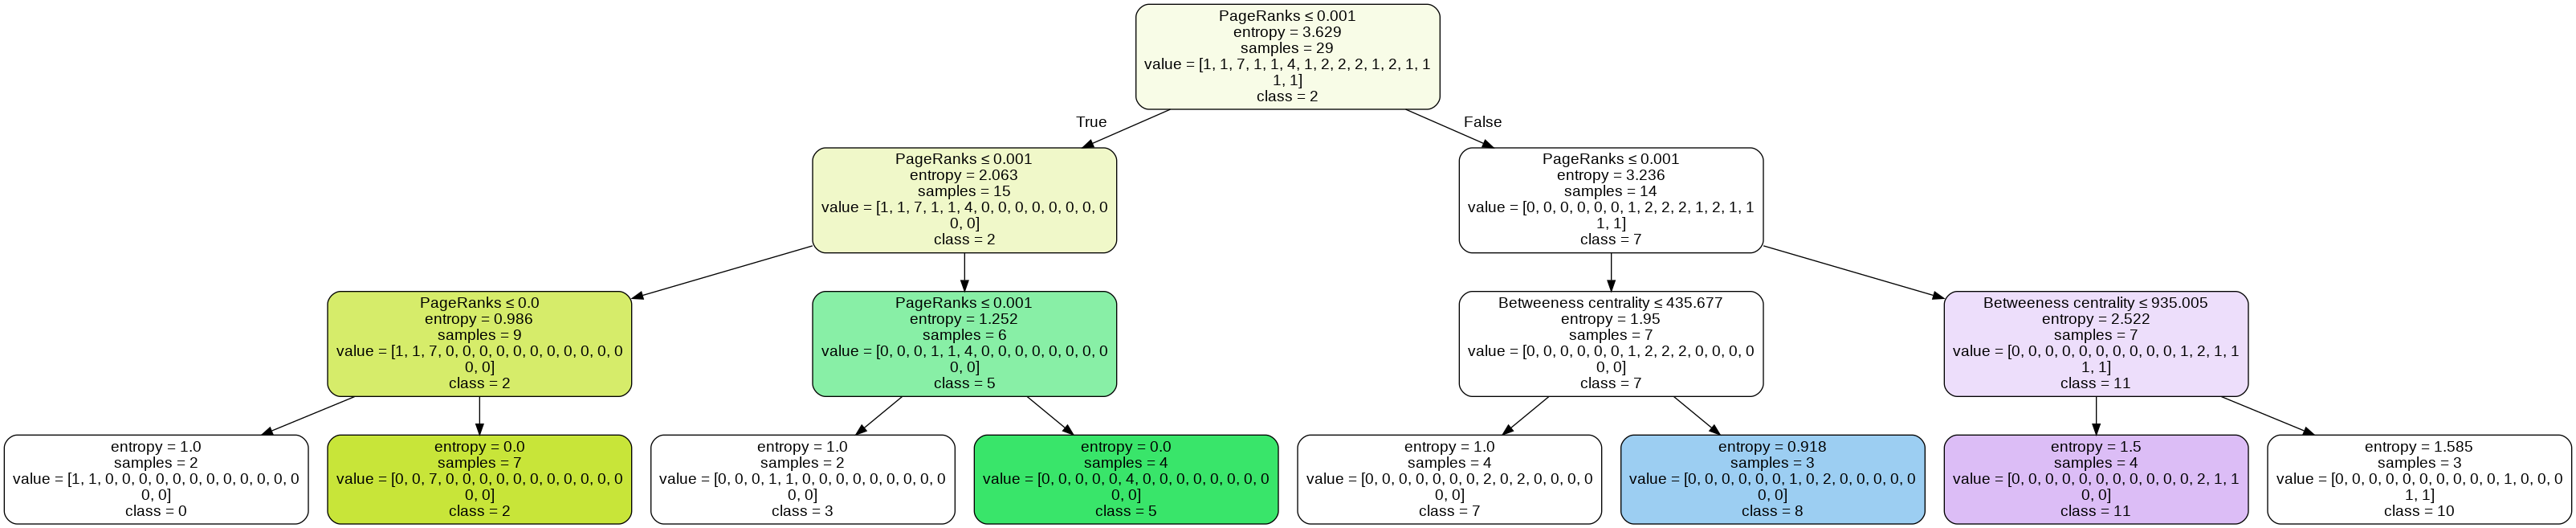 PageRanks ≤ 0.001
entropy = 3.629
samples = 29
value = [1, 1, 7, 1, 1, 4, 1, 2, 2, 2, 1, 2, 1, 1
1, 1]
class = 2
True
False
PageRanks ≤ 0.001
entropy = 2.063
samples = 15
value = [1, 1, 7, 1, 1, 4, 0, 0, 0, 0, 0, 0, 0, 0
0, 0]
class = 2
PageRanks ≤ 0.001
entropy = 3.236
samples = 14
value = [0, 0, 0, 0, 0, 0, 1, 2, 2, 2, 1, 2, 1, 1
1, 1]
class = 7
PageRanks ≤ 0.0
entropy = 0.986
samples = 9
value = [1, 1, 7, 0, 0, 0, 0, 0, 0, 0, 0, 0, 0, 0
0, 0]
class = 2
PageRanks ≤ 0.001
entropy = 1.252
samples = 6
value = [0, 0, 0, 1, 1, 4, 0, 0, 0, 0, 0, 0, 0, 0
0, 0]
class = 5
Betweeness centrality ≤ 435.677
entropy = 1.95
samples = 7
value = [0, 0, 0, 0, 0, 0, 1, 2, 2, 2, 0, 0, 0, 0
0, 0]
class = 7
Betweeness centrality ≤ 935.005
entropy = 2.522
samples = 7
value = [0, 0, 0, 0, 0, 0, 0, 0, 0, 0, 1, 2, 1, 1
1, 1]
class = 11
entropy = 1.0
samples = 2
value = [1, 1, 0, 0, 0, 0, 0, 0, 0, 0, 0, 0, 0, 0
0, 0]
class = 0
entropy = 0.0
samples = 7
value = [0, 0, 7, 0, 0, 0, 0, 0, 0, 0, 0, 0, 0, 0
0, 0]
class = 2
entropy = 1.0
samples = 2
value = [0, 0, 0, 1, 1, 0, 0, 0, 0, 0, 0, 0, 0, 0
0, 0]
class = 3
entropy = 0.0
samples = 4
value = [0, 0, 0, 0, 0, 4, 0, 0, 0, 0, 0, 0, 0, 0
0, 0]
class = 5
entropy = 1.0
samples = 4
value = [0, 0, 0, 0, 0, 0, 0, 2, 0, 2, 0, 0, 0, 0
0, 0]
class = 7
entropy = 0.918
samples = 3
value = [0, 0, 0, 0, 0, 0, 1, 0, 2, 0, 0, 0, 0, 0
0, 0]
class = 8
entropy = 1.5
samples = 4
value = [0, 0, 0, 0, 0, 0, 0, 0, 0, 0, 0, 2, 1, 1
0, 0]
class = 11
entropy = 1.585
samples = 3
value = [0, 0, 0, 0, 0, 0, 0, 0, 0, 0, 1, 0, 0, 0
1, 1]
class = 10